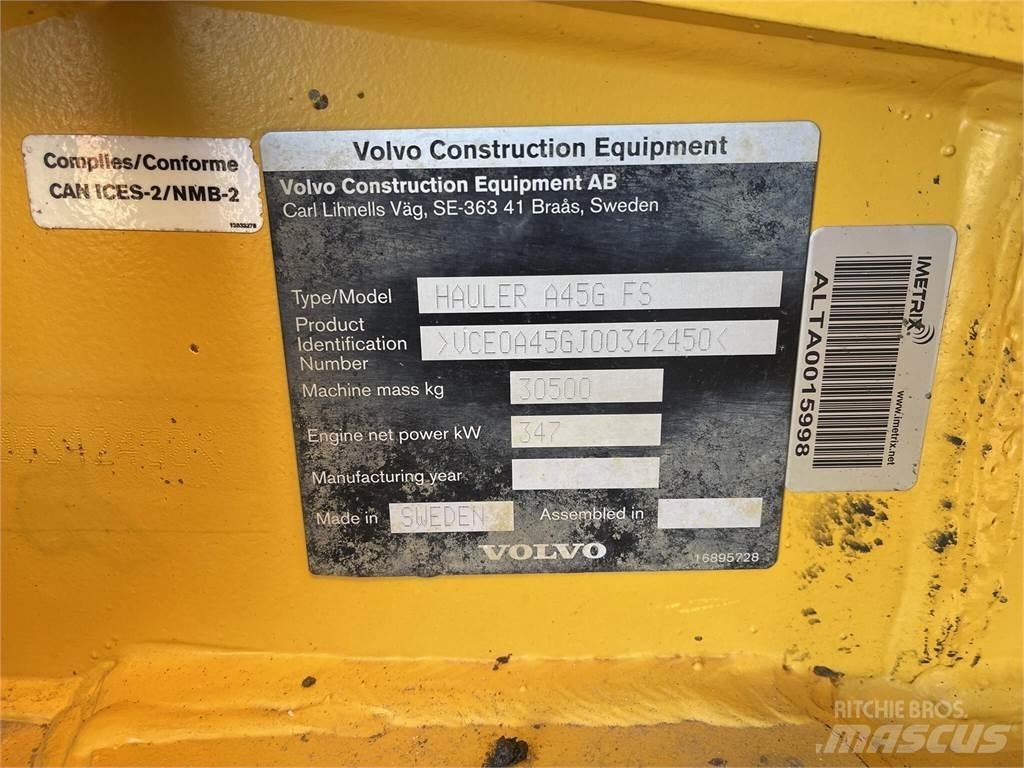 Complies/Conforme
CAN ICES-2/NMB-2
Volvo Construction Equipment
Volvo Construction Equipment AB
Carl Lihnells Väg, SE-363 41 Braås, Sweden
Type/Model HAULER A45G FS
Product
Identification >VCE0A45GJ00342450<
Number
Machine mass kg 30500
Engine net power kW 347
Manufacturing year
Made in SWEDEN Assembled in
VOLVO 16895728
IMETRIX
www.imetrix.net
ALTA0015998
RITCHIE BROS.
MASCUS